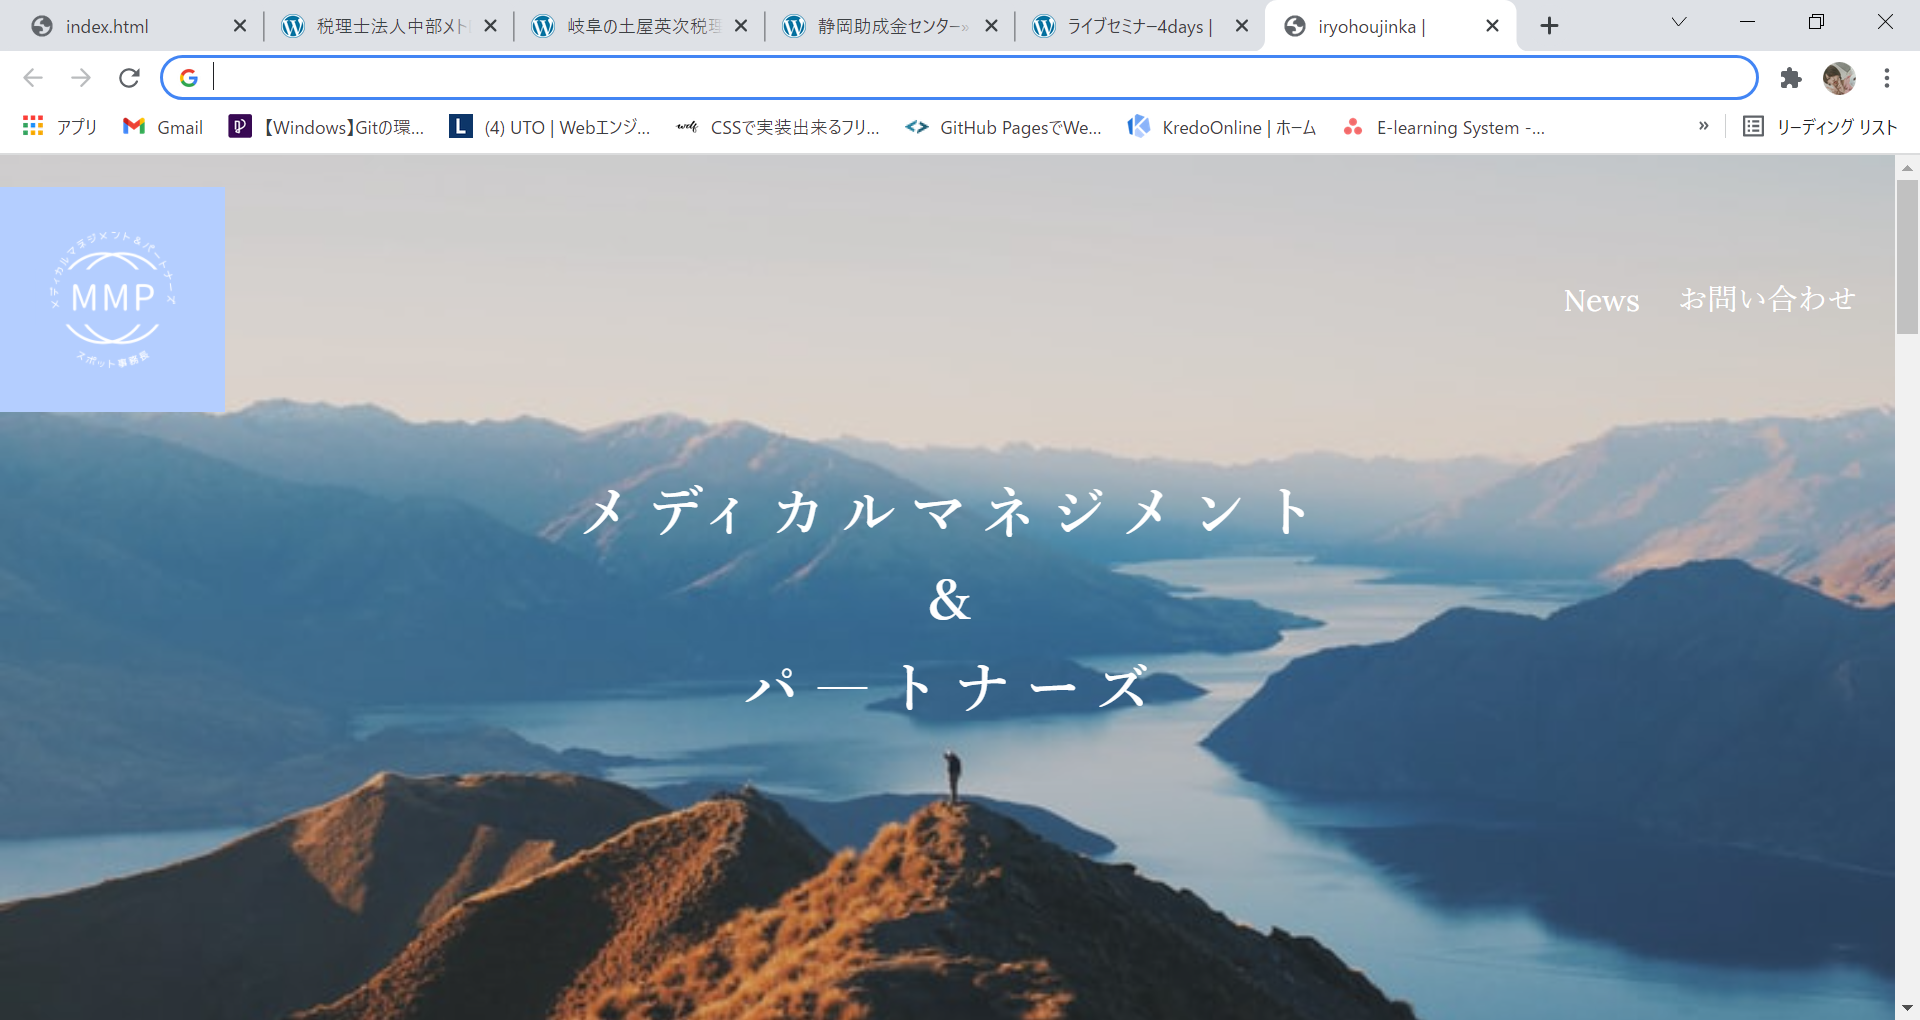 index.html
税理士法人中部メト
岐阜の土屋英次税理
静岡助成金センター»
ライブセミナー4days |
iryohoujinka |
アプリ
Gmail
【Windows】Gitの環...
(4) UTO | Webエンジ...
welf
CSSで実装出来るフリ...
GitHub PagesでWe...
KredoOnline | ホーム
E-learning System -...
»
リーディング リスト
メディカルマネジメント&パートナーズ
MMP
スポット事務長
News
お問い合わせ
メディカルマネジメント
&
パ―トナーズ